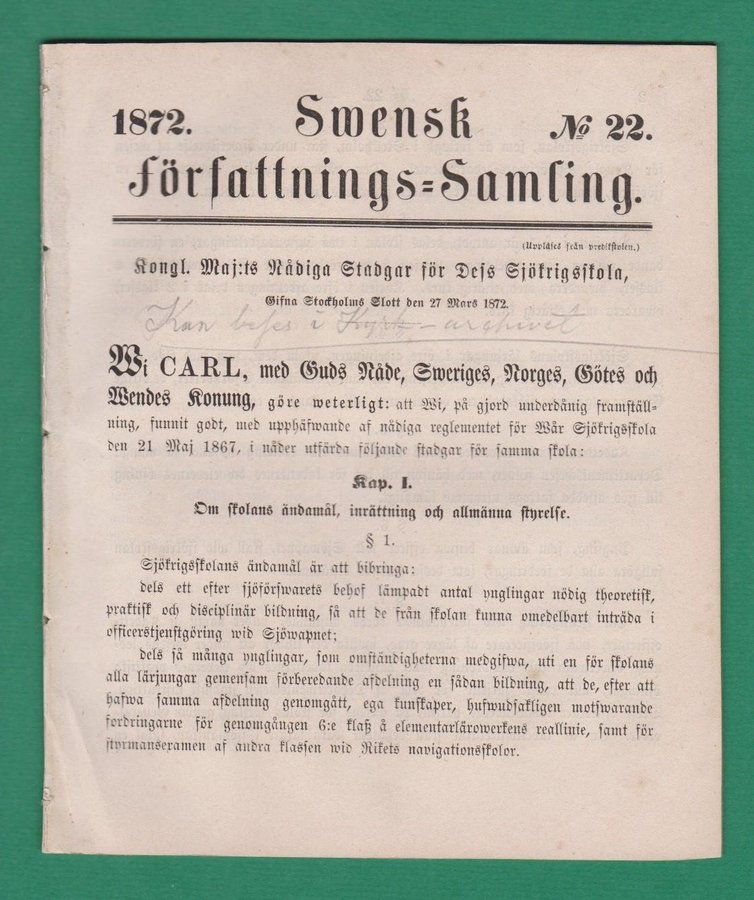 1872. Swensk № 22.
Författnings=Samling.
(Uppläses från predikstolen.)
Kongl. Maj:ts Nådiga Stadgar för Dess Sjökrigsskola,
Gifna Stockholms Slott den 27 Mars 1872.
Kan beses i Kyrk-archivet
Wi CARL, med Guds Nåde, Sweriges, Norges, Götes och
Wendes Konung, göre weterligt: att Wi, på gjord underdånig framställ=
ning, funnit godt, med upphäfwande af nådiga reglementet för Wår Sjökrigsskola
den 21 Maj 1867, i nåder utfärda följande stadgar för samma skola:
Kap. I.
Om skolans ändamål, inrättning och allmänna styrelse.
§ 1.
Sjökrigsskolans ändamål är att bibringa:
dels ett efter sjöförswarets behof lämpadt antal ynglingar nödig theoretisk,
praktisk och disciplinär bildning, så att de från skolan kunna omedelbart inträda i
officerstjenstgöring wid Sjöwapnet;
dels så många ynglingar, som omständigheterna medgifwa, uti en för skolans
alla lärjungar gemensam förberedande afdelning en sådan bildning, att de, efter att
hafwa samma afdelning genomgått, ega kunskaper, hufwudsakligen motswarande
fordringarne för genomgången 6:e klass å elementarlärowerkens reallinie, samt för
styrmansexamen af andra klassen wid Rikets navigationsskolor.